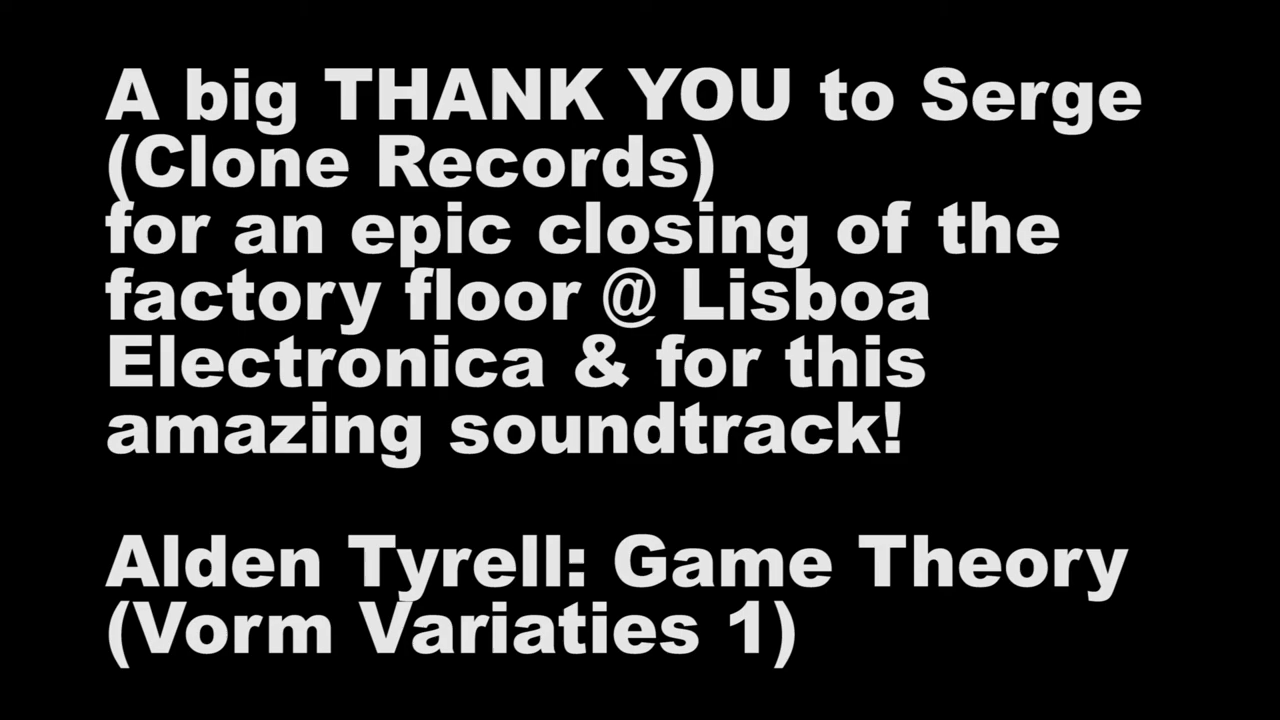 A big THANK YOU to Serge
(Clone Records)
for an epic closing of the
factory floor @ Lisboa
Electronica & for this
amazing soundtrack!
Alden Tyrell: Game Theory
(Vorm Variaties 1)